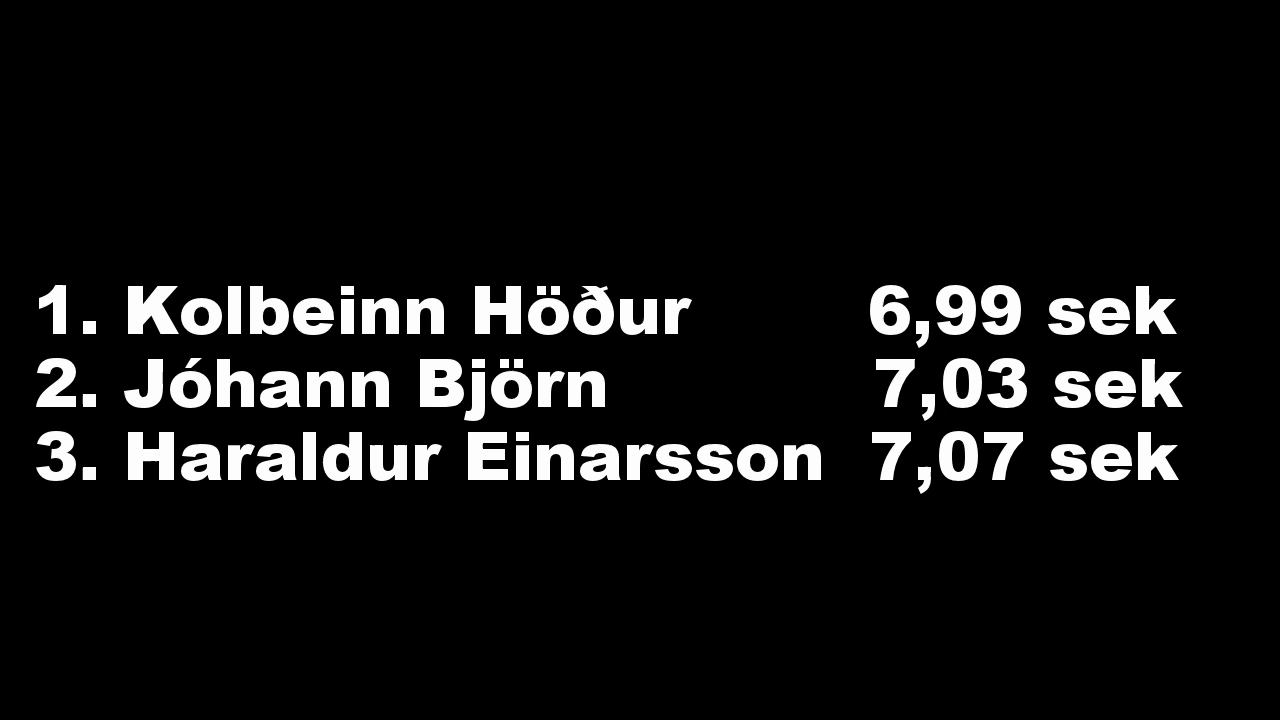 1. Kolbeinn Höður 6,99 sek
2. Jóhann Björn 7,03 sek
3. Haraldur Einarsson 7,07 sek